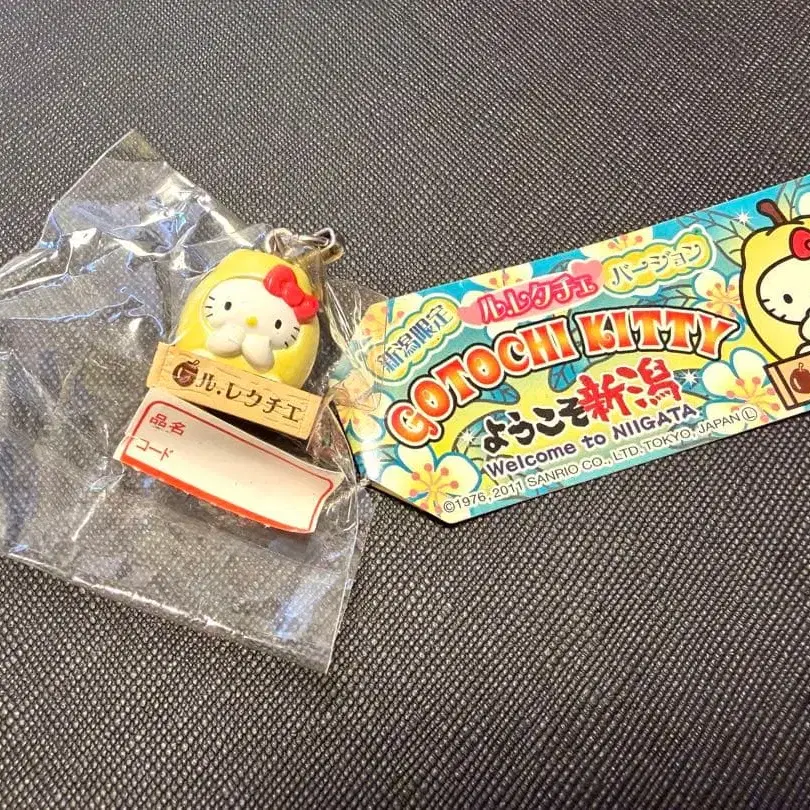 ル.レクチエ
品名
コード
新潟限定
ル.レクチエ
バージョン
GOTOCHI KITTY
ようこそ新潟
Welcome to NIIGATA.
©1976, 2011 SANRIO CO., LTD. TOKYO, JAPAN Ⓛ